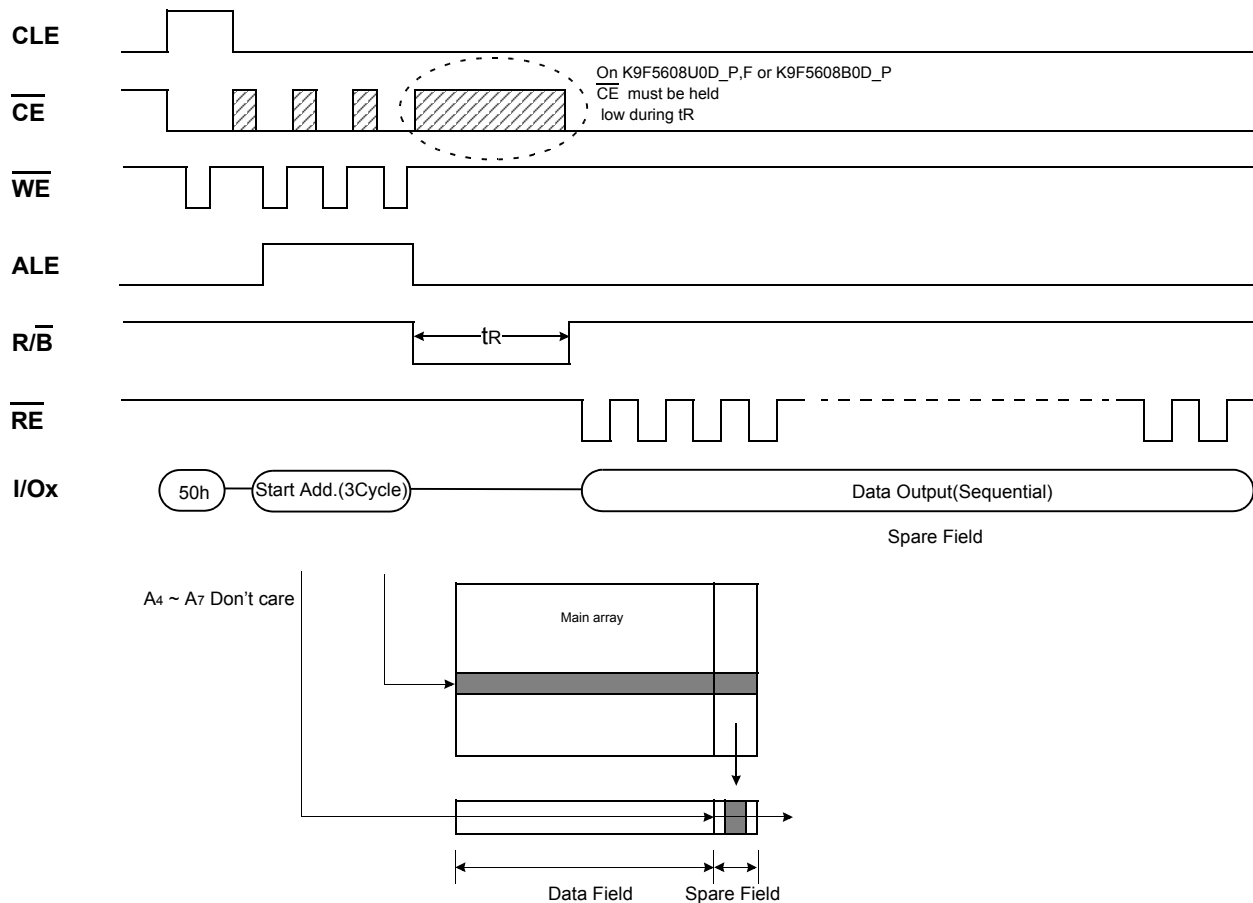 CLE
On K9F5608U0D_P,F or K9F5608B0D_P
CE must be held
low during tR
CE
WE
ALE
R/B
tR
RE
I/Ox
50h
Start Add.(3Cycle)
Data Output(Sequential)
Spare Field
A4 ~ A7 Don't care
Main array
Data Field
Spare Field